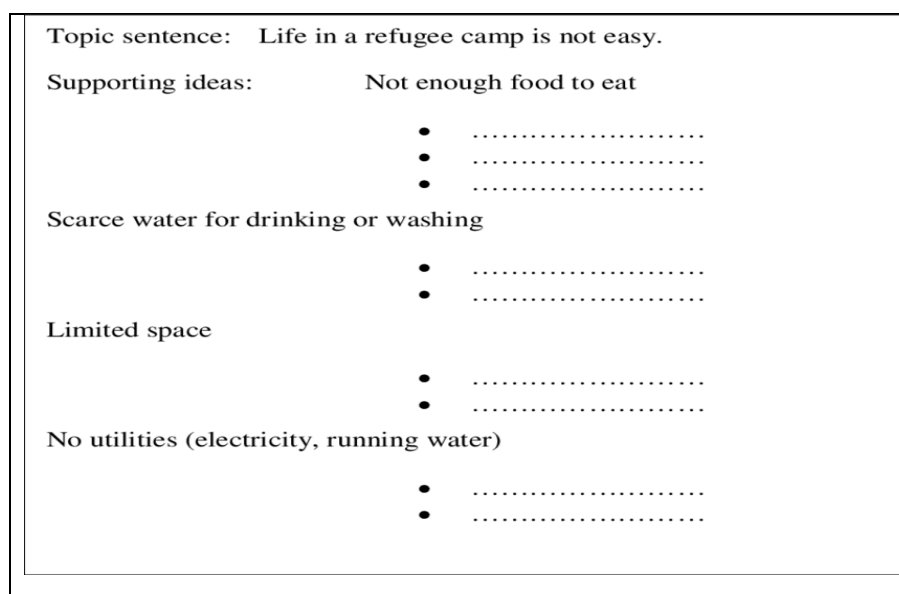 Topic sentence: Life in a refugee camp is not easy.
Supporting ideas: Not enough food to eat
• ........................
• ........................
• ........................
Scarce water for drinking or washing
• ........................
• ........................
Limited space
• ........................
• ........................
No utilities (electricity, running water)
• ........................
• ........................